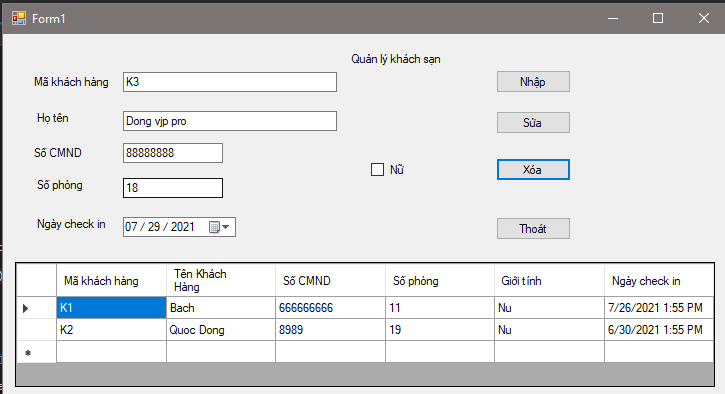 Form1
Quản lý khách sạn
Mã khách hàng K3 Nhập
Họ tên Dong vjp pro Sửa
Số CMND 88888888
Nữ Xóa
Số phòng 18
Ngày check in 07 / 29 / 2021 Thoát
Mã khách hàng Tên Khách Hàng Số CMND Số phòng Giới tính Ngày check in
K1 Bach 666666666 11 Nu 7/26/2021 1:55 PM
K2 Quoc Dong 8989 19 Nu 6/30/2021 1:55 PM